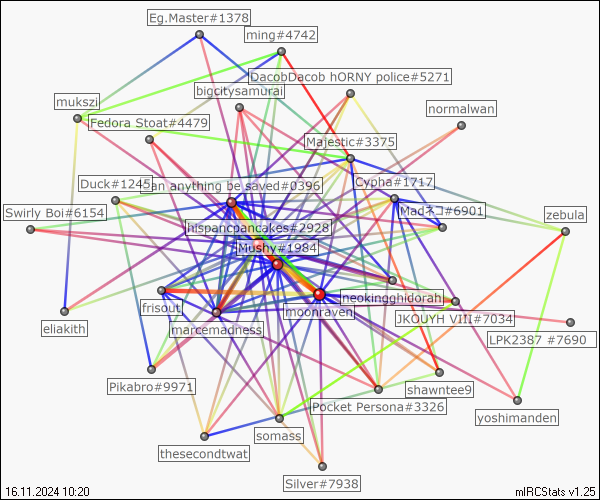 Eg.Master#1378
ming#4742
DacobDacob hORNY police#5271
bigcitysamurai
mukszi
normalwan
Fedora Stoat#4479
Majestic#3375
Duck#1245
an anything be saved#0396
Cypha#1717
Swirly Boi#6154
Madネコ#6901
zebula
hispancpancakes#2928
Mushy#1984
neokingghidorah
frisout
moonraven
JKOUYH VIII#7034
eliakith
marcemadness
LPK2387 #7690
Pikabro#9971
shawntee9
Pocket Persona#3326
yoshimanden
somass
thesecondtwat
Silver#7938
16.11.2024 10:20
mIRCStats v1.25